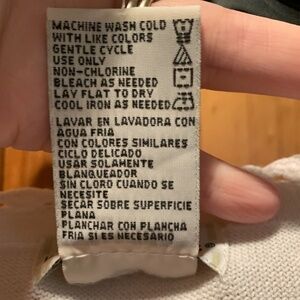 MACHINE WASH COLD
WITH LIKE COLORS
GENTLE CYCLE
USE ONLY
NON-CHLORINE
BLEACH AS NEEDED
LAY FLAT TO DRY
COOL IRON AS NEEDED
LAVAR EN LAVADORA CON
AGUA FRIA
CON COLORES SIMILARES
CICLO DELICADO
USAR SOLAMENTE
BLANQUEADOR
SIN CLORO CUANDO SE
NECESITE
SECAR SOBRE SUPERFICIE
PLANA
PLANCHAR CON PLANCHA
FRIA SI ES NECESARIO